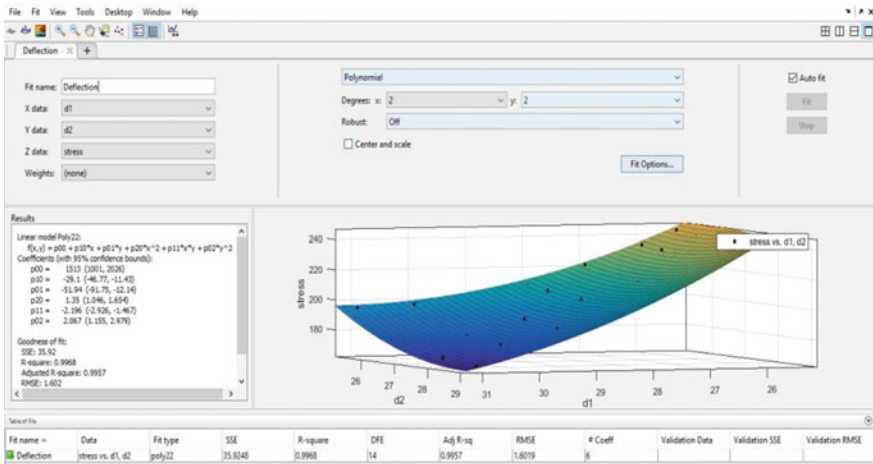 File Fit View Tools Desktop Window Help
Deflection
Fit name: Deflection
X data: d1
Y data: d2
Z data: stress
Weights: (none)
Polynomial
Degrees: x: 2 y: 2
Robust: Off
Center and scale
Fit Options...
Auto fit
Fit
Stop
Results
Linear model Poly22:
f(x,y) = p00 + p10*x + p01*y + p20*x^2 + p11*x*y + p02*y^2
Coefficients (with 95% confidence bounds):
p00 = 1513 (1001, 2026)
p10 = -29.1 (-46.77, -11.43)
p01 = -51.94 (-91.75, -12.14)
p20 = 1.35 (1.046, 1.654)
p11 = -2.196 (-2.926, -1.467)
p02 = 2.067 (1.155, 2.979)
Goodness of fit:
SSE: 35.92
R-square: 0.9968
Adjusted R-square: 0.9957
RMSE: 1.602
stress vs. d1, d2
240
220
200
180
stress
26 27 28 29
d2
31 30 29 28 27 26
d1
Table of Fits
Fit name Data Fit type SSE R-square DFE Adj R-sq RMSE # Coeff Validation Data Validation SSE Validation RMSE
Deflection stress vs. d1, d2 poly22 35.9248 0.9968 14 0.9957 1.6019 6